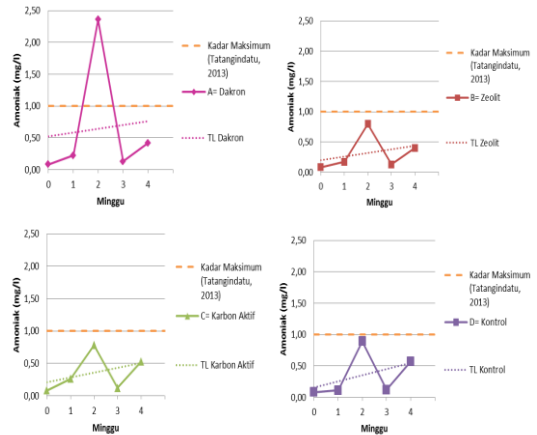 2,50
2,00
1,50
1,00
0,50
0,00
Amoniak (mg/l)
0 1 2 3 4
Minggu
Kadar Maksimum
(Tatangindatu,
2013)
A= Dakron
TL Dakron
2,50
2,00
1,50
1,00
0,50
0,00
Amoniak (mg/l)
0 1 2 3 4
Minggu
Kadar Maksimum
(Tatangindatu,
2013)
B= Zeolit
TL Zeolit
2,50
2,00
1,50
1,00
0,50
0,00
Amoniak (mg/l)
0 1 2 3 4
Minggu
Kadar Maksimum
(Tatangindatu,
2013)
C= Karbon Aktif
TL Karbon Aktif
2,50
2,00
1,50
1,00
0,50
0,00
Amoniak (mg/l)
0 1 2 3 4
Minggu
Kadar Maksimum
(Tatangindatu,
2013)
D= Kontrol
TL Kontrol